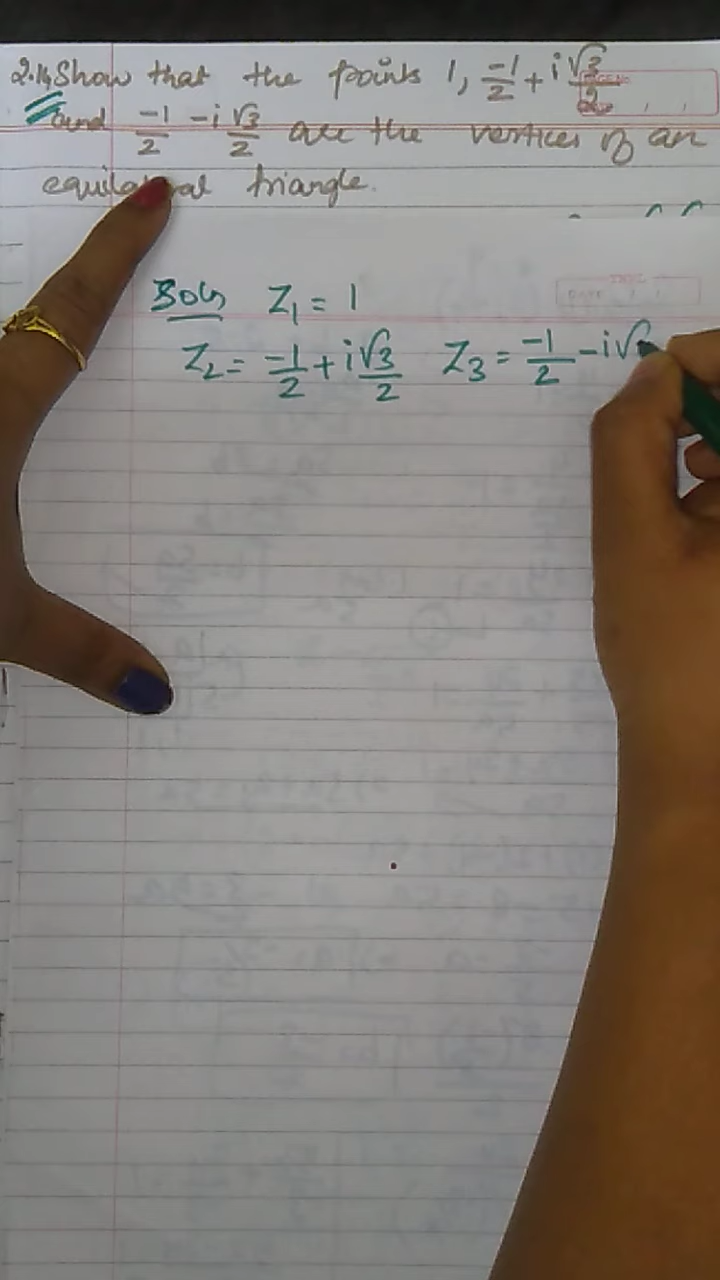 2.14 Show that the points 1, -1/2 + i√3/2
and -1/2 - i√3/2 are the vertices of an
equilateral triangle.
Soln Z₁ = 1
Z₂ = -1/2 + i√3/2 Z₃ = -1/2 - i√